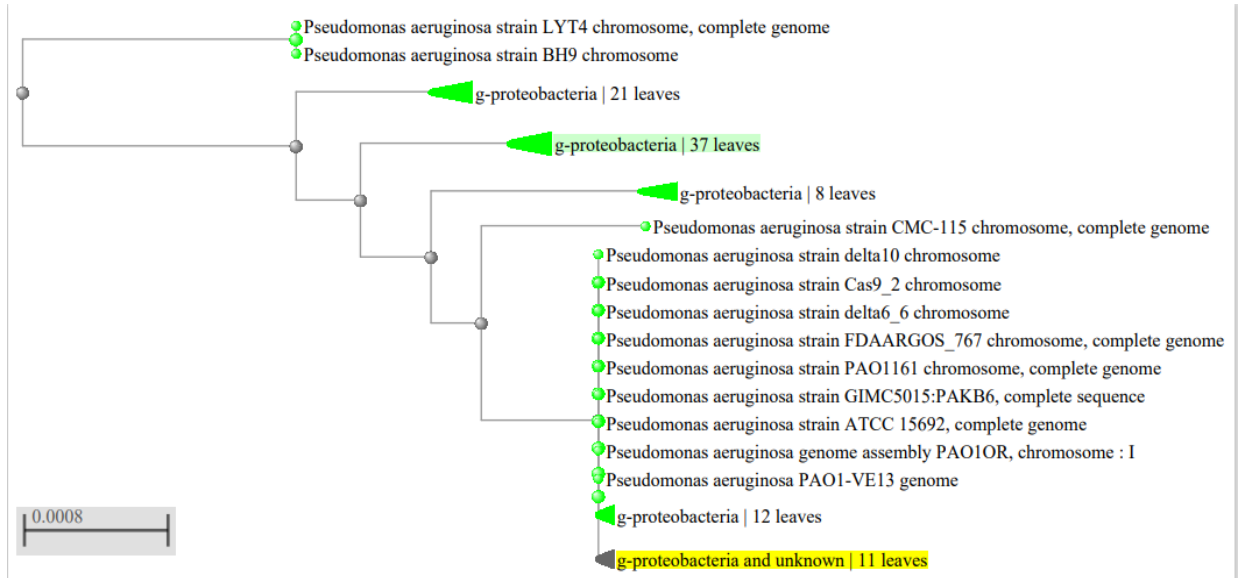 Pseudomonas aeruginosa strain LYT4 chromosome, complete genome
Pseudomonas aeruginosa strain BH9 chromosome
g-proteobacteria | 21 leaves
g-proteobacteria | 37 leaves
g-proteobacteria | 8 leaves
Pseudomonas aeruginosa strain CMC-115 chromosome, complete genome
Pseudomonas aeruginosa strain delta10 chromosome
Pseudomonas aeruginosa strain Cas9_2 chromosome
Pseudomonas aeruginosa strain delta6_6 chromosome
Pseudomonas aeruginosa strain FDAARGOS_767 chromosome, complete genome
Pseudomonas aeruginosa strain PAO1161 chromosome, complete genome
Pseudomonas aeruginosa strain GIMC5015:PAKB6, complete sequence
Pseudomonas aeruginosa strain ATCC 15692, complete genome
Pseudomonas aeruginosa genome assembly PAO1OR, chromosome : I
Pseudomonas aeruginosa PAO1-VE13 genome
g-proteobacteria | 12 leaves
0.0008
g-proteobacteria and unknown | 11 leaves